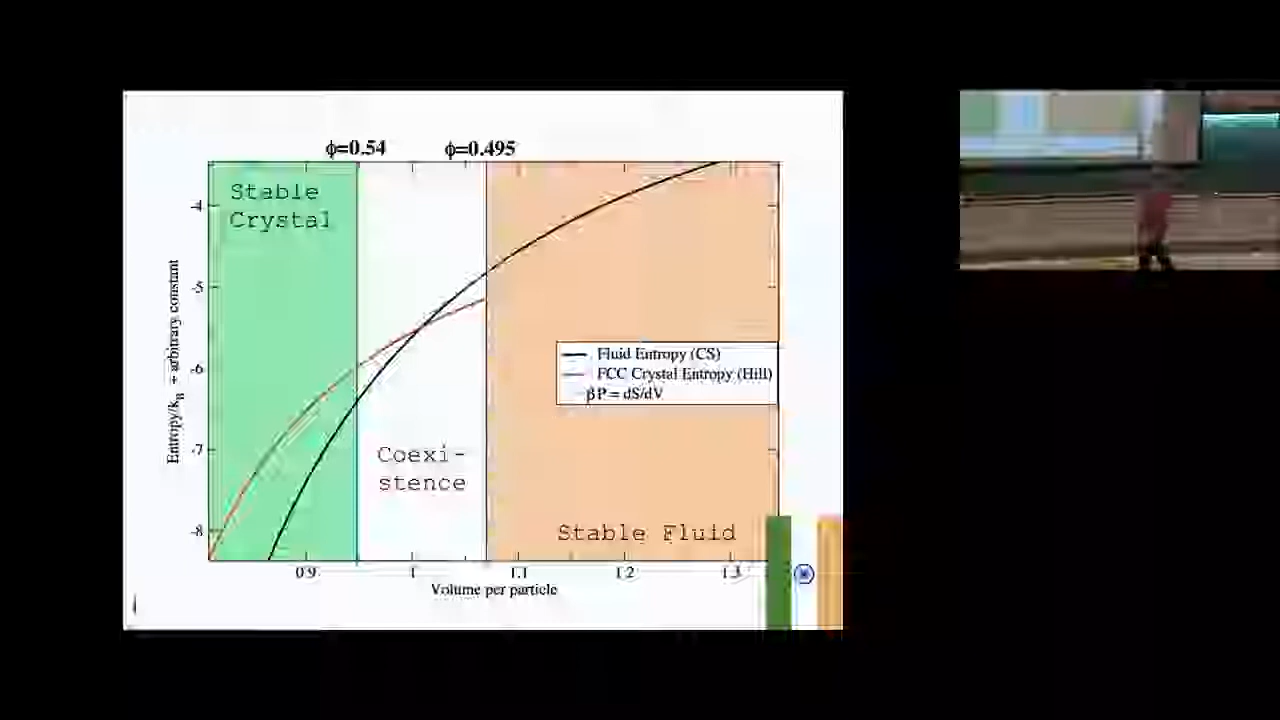 ϕ=0.54
ϕ=0.495
Stable
Crystal
-4
-5
-6
-7
-8
Entropy/kB + arbitrary constant
Fluid Entropy (CS)
FCC Crystal Entropy (Hill)
βP = dS/dV
Coexi-
stence
Stable Fluid
0.9
1
1.1
1.2
1.3
Volume per particle